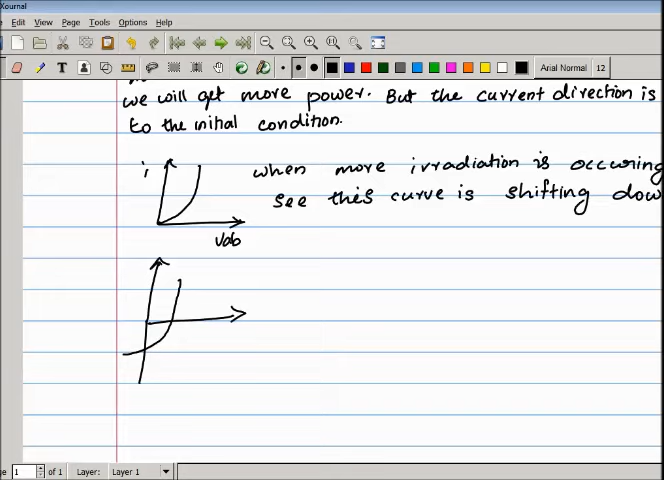 Xournal
Edit View Page Tools Options Help
Arial Normal 12
we will get more power. But the current direction is
to the initial condition.
i when more irradiation is occuring
see this curve is shifting dow
Vab
1 of 1 Layer: Layer 1